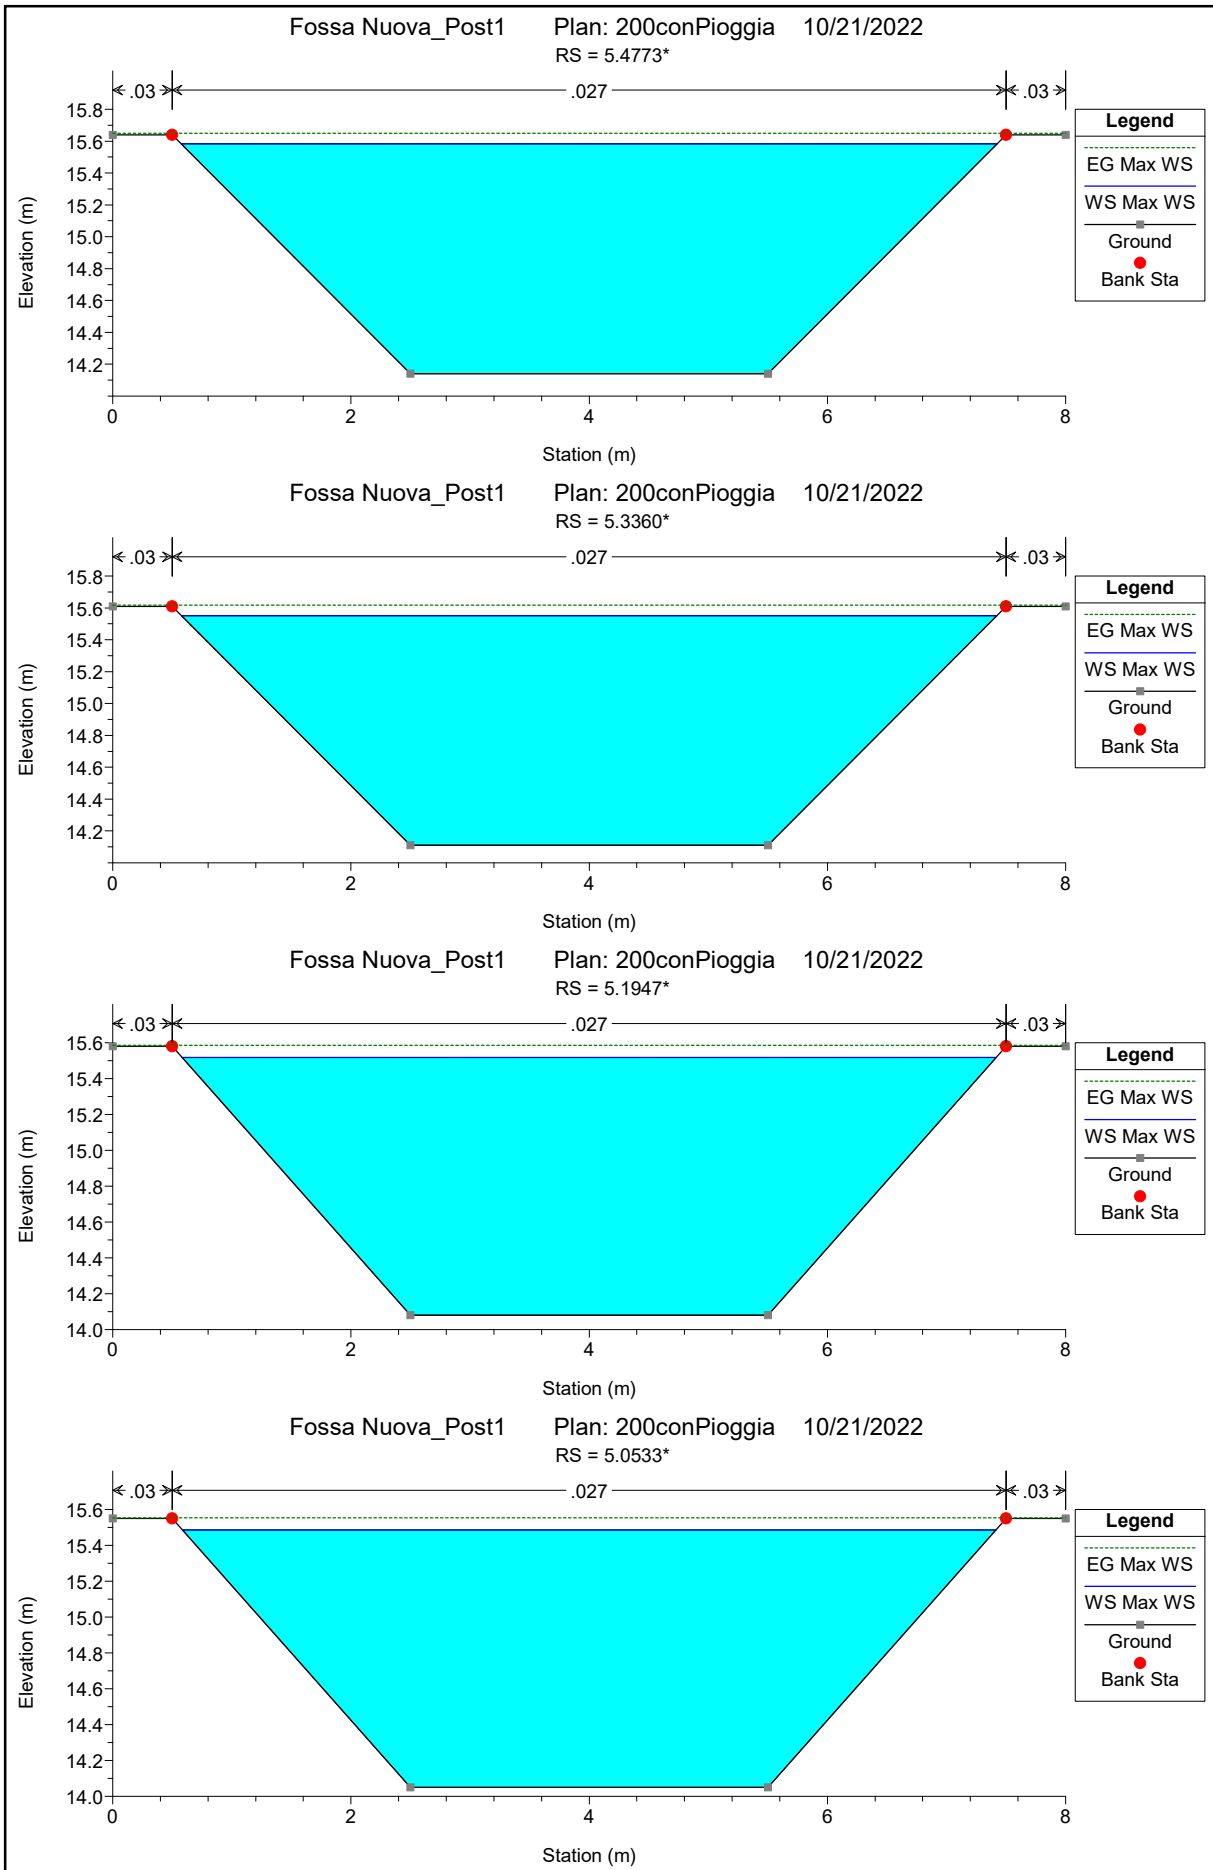 Fossa Nuova_Post1 Plan: 200conPioggia 10/21/2022
RS = 5.4773*
.03 .027 .03
15.8
15.6
15.4
15.2
15.0
14.8
14.6
14.4
14.2
Elevation (m)
0 2 4 6 8
Station (m)
Legend
EG Max WS
WS Max WS
Ground
Bank Sta
Fossa Nuova_Post1 Plan: 200conPioggia 10/21/2022
RS = 5.3360*
.03 .027 .03
15.8
15.6
15.4
15.2
15.0
14.8
14.6
14.4
14.2
Elevation (m)
0 2 4 6 8
Station (m)
Legend
EG Max WS
WS Max WS
Ground
Bank Sta
Fossa Nuova_Post1 Plan: 200conPioggia 10/21/2022
RS = 5.1947*
.03 .027 .03
15.6
15.4
15.2
15.0
14.8
14.6
14.4
14.2
14.0
Elevation (m)
0 2 4 6 8
Station (m)
Legend
EG Max WS
WS Max WS
Ground
Bank Sta
Fossa Nuova_Post1 Plan: 200conPioggia 10/21/2022
RS = 5.0533*
.03 .027 .03
15.6
15.4
15.2
15.0
14.8
14.6
14.4
14.2
14.0
Elevation (m)
0 2 4 6 8
Station (m)
Legend
EG Max WS
WS Max WS
Ground
Bank Sta